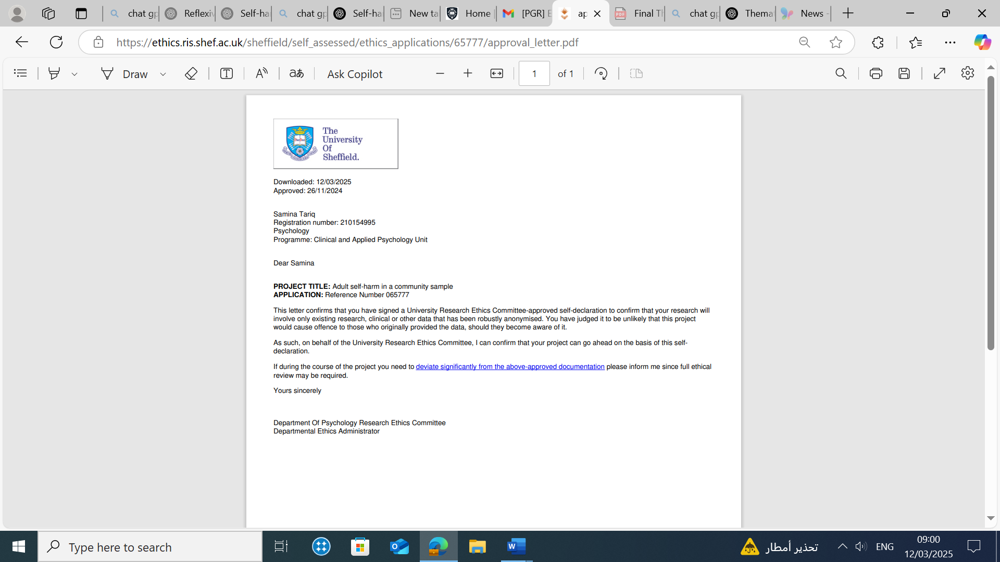 chat gp
Reflexiv
Self-har
chat gp
Self-ha
New ta
Home
[PGR] E
ap
Final Th
chat gp
Thema
News -
https://ethics.ris.shef.ac.uk/sheffield/self_assessed/ethics_applications/65777/approval_letter.pdf
Draw
Ask Copilot
1
of 1
The
University
Of
Sheffield.
Downloaded: 12/03/2025
Approved: 26/11/2024
Samina Tariq
Registration number: 210154995
Psychology
Programme: Clinical and Applied Psychology Unit
Dear Samina
PROJECT TITLE: Adult self-harm in a community sample
APPLICATION: Reference Number 065777
This letter confirms that you have signed a University Research Ethics Committee-approved self-declaration to confirm that your research will
involve only existing research, clinical or other data that has been robustly anonymised. You have judged it to be unlikely that this project
would cause offence to those who originally provided the data, should they become aware of it.
As such, on behalf of the University Research Ethics Committee, I can confirm that your project can go ahead on the basis of this self-
declaration.
If during the course of the project you need to deviate significantly from the above-approved documentation please inform me since full ethical
review may be required.
Yours sincerely
Department Of Psychology Research Ethics Committee
Departmental Ethics Administrator
Type here to search
تحذير أمطار
ENG
09:00
12/03/2025